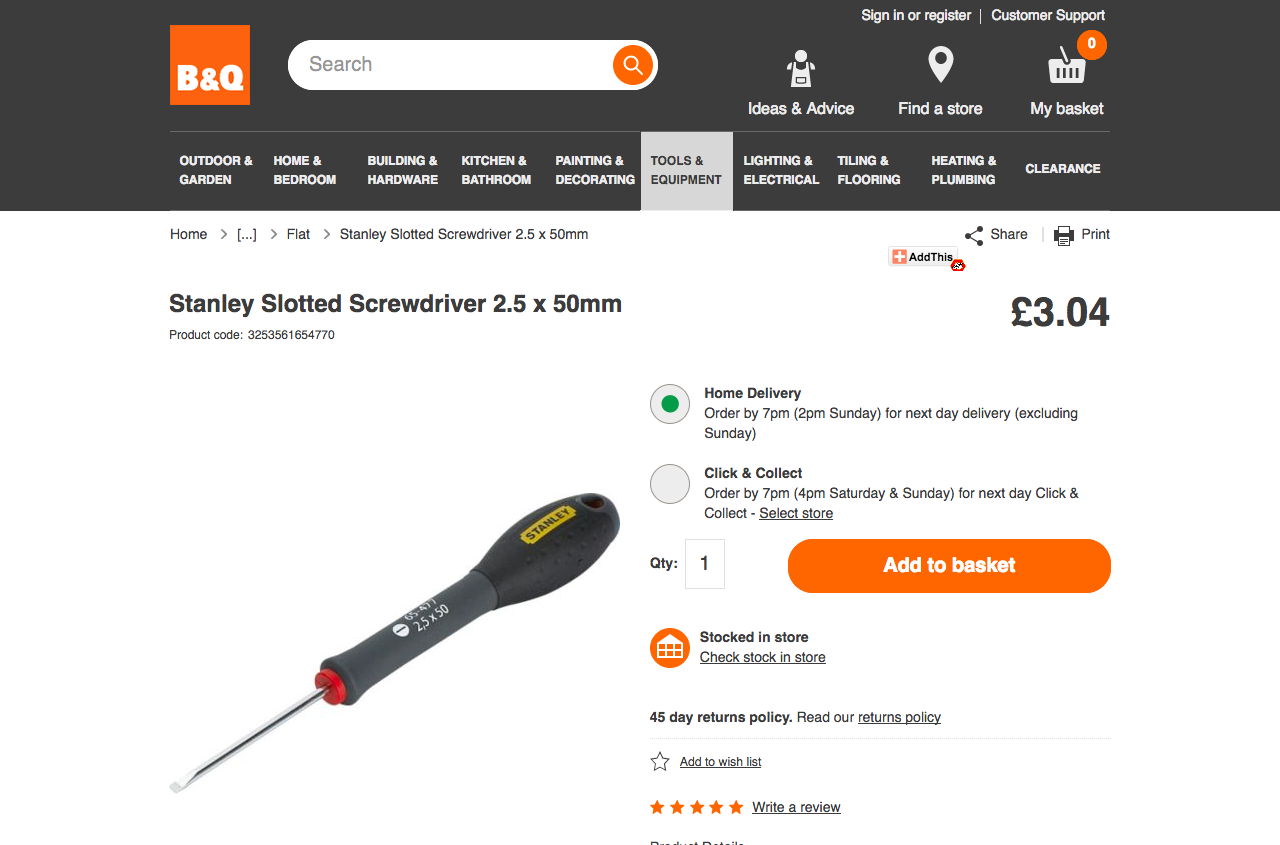 Sign in or register | Customer Support
B&Q
Search
0
Ideas & Advice
Find a store
My basket
OUTDOOR &
GARDEN
HOME &
BEDROOM
BUILDING &
HARDWARE
KITCHEN &
BATHROOM
PAINTING &
DECORATING
TOOLS &
EQUIPMENT
LIGHTING &
ELECTRICAL
TILING &
FLOORING
HEATING &
PLUMBING
CLEARANCE
Home > [...] > Flat > Stanley Slotted Screwdriver 2.5 x 50mm
Share | Print
AddThis
Stanley Slotted Screwdriver 2.5 x 50mm
£3.04
Product code: 3253561654770
Home Delivery
Order by 7pm (2pm Sunday) for next day delivery (excluding
Sunday)
Click & Collect
Order by 7pm (4pm Saturday & Sunday) for next day Click &
Collect - Select store
STANLEY
65-477
2,5 x 50
Qty: 1
Add to basket
Stocked in store
Check stock in store
45 day returns policy. Read our returns policy
Add to wish list
Write a review
Product Details